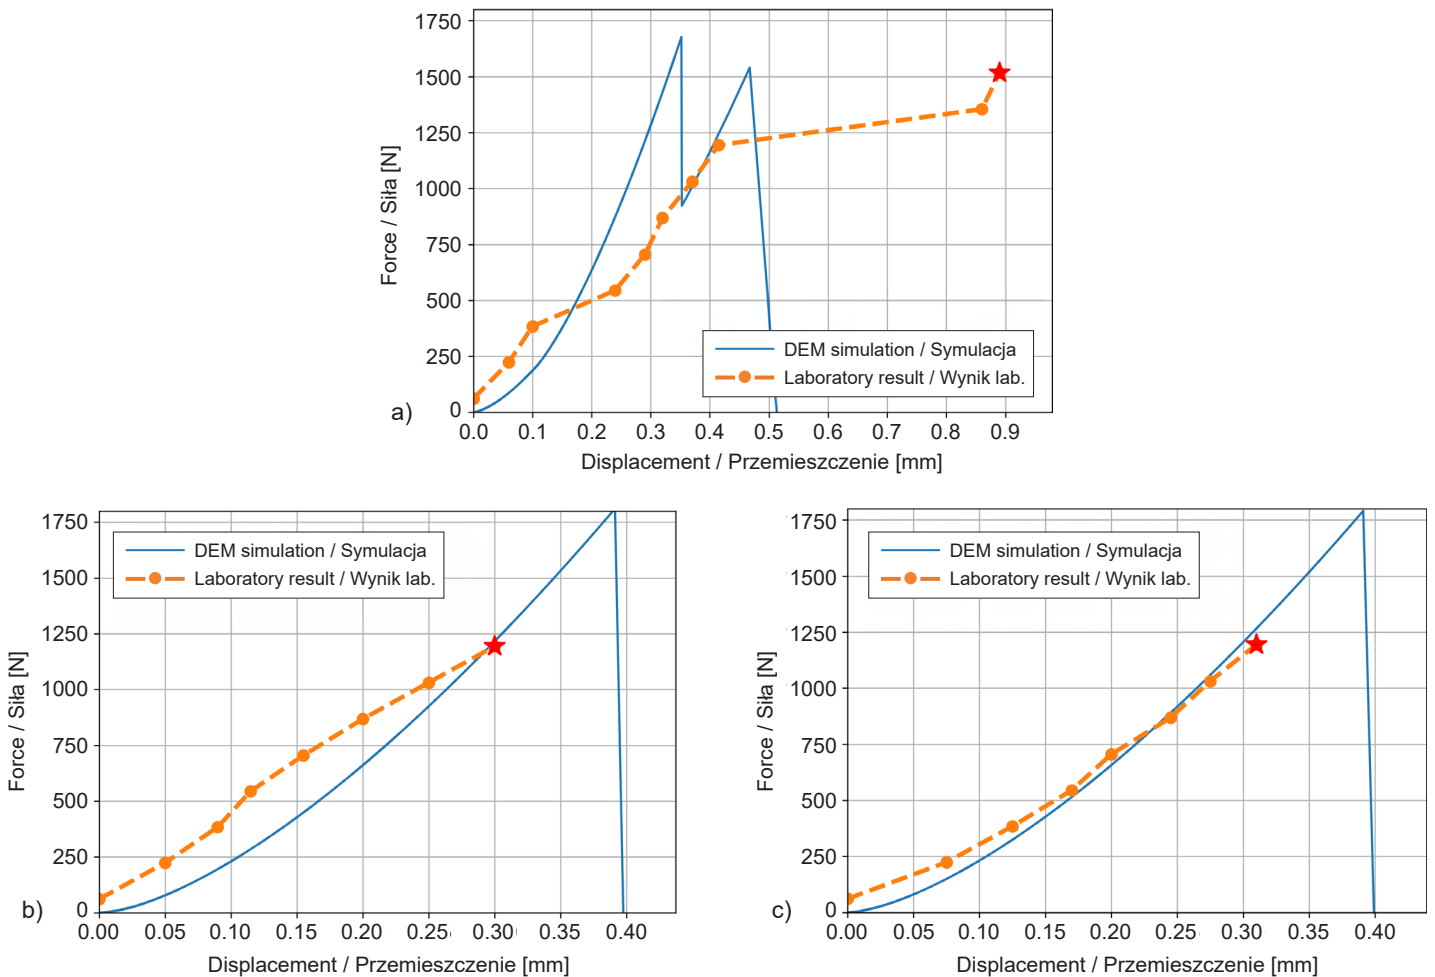 1750
1500
1250
1000
750
500
250
0
Force / Siła [N]
DEM simulation / Symulacja
Laboratory result / Wynik lab.
a)
0.0 0.1 0.2 0.3 0.4 0.5 0.6 0.7 0.8 0.9
Displacement / Przemieszczenie [mm]
1750
1500
1250
1000
750
500
250
0
Force / Siła [N]
DEM simulation / Symulacja
Laboratory result / Wynik lab.
b)
0.00 0.05 0.10 0.15 0.20 0.25 0.30 0.35 0.40
Displacement / Przemieszczenie [mm]
1750
1500
1250
1000
750
500
250
0
Force / Siła [N]
DEM simulation / Symulacja
Laboratory result / Wynik lab.
c)
0.00 0.05 0.10 0.15 0.20 0.25 0.30 0.35 0.40
Displacement / Przemieszczenie [mm]